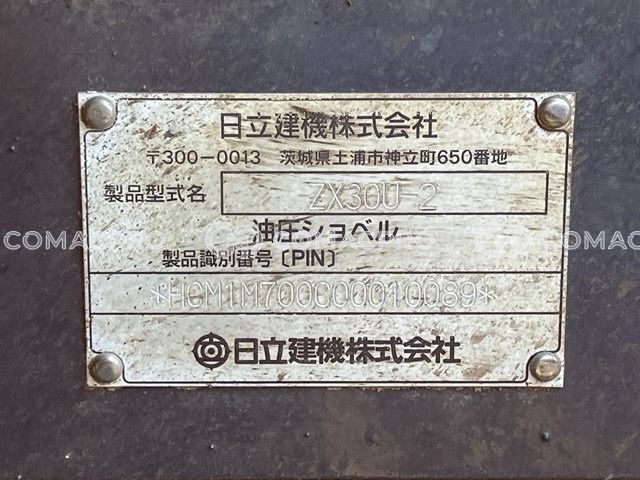 日立建機株式会社
〒300-0013 茨城県土浦市神立町650番地
製品型式名 ZX30U-2
油圧ショベル
製品識別番号〔PIN〕
*HCM1M700C00010089*
日立建機株式会社